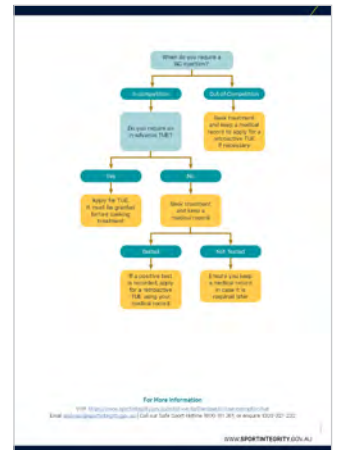 When do you require a
GC injection?
In-competition
Out of Competition
Do you require an
in advance TUE?
Seek treatment
and keep a medical
record to apply for a
retroactive TUE
if necessary
Yes
No
Apply for TUE.
It must be granted
before seeking
treatment
Seek treatment
and keep a
medical record
Tested
Not Tested
If a positive test
is recorded, apply
for a retroactive
TUE using your
medical record
Ensure you keep
a medical record
in case it is
required later
For More Information
WWW.SPORTINTEGRITY.GOV.AU